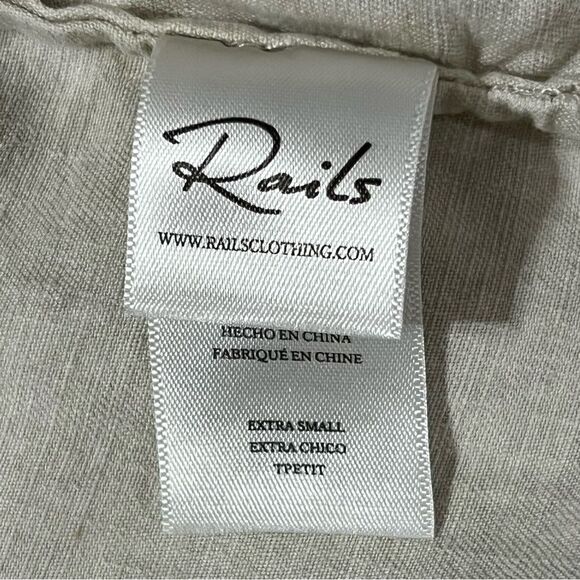 Rails
WWW.RAILSCLOTHING.COM
HECHO EN CHINA
FABRIQUÉ EN CHINE
EXTRA SMALL
EXTRA CHICO
TPETIT